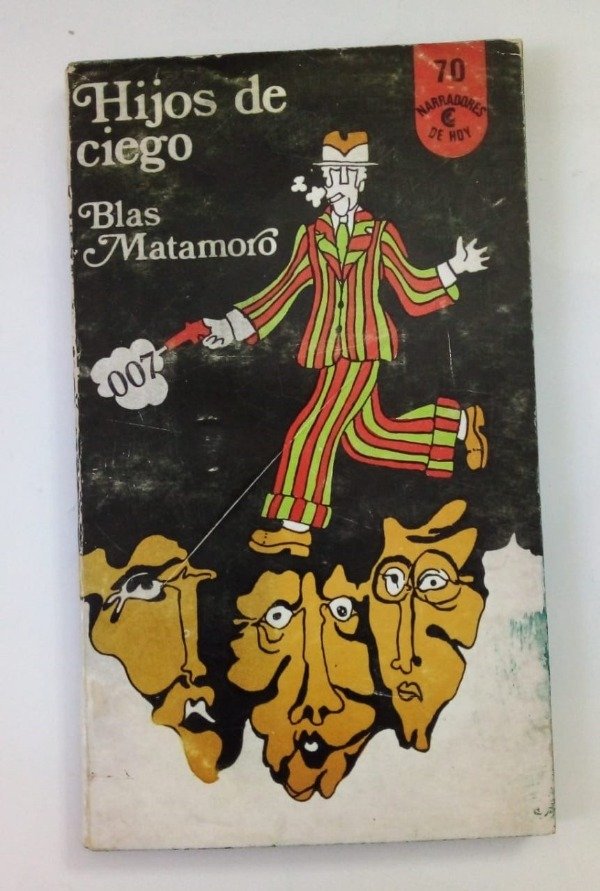 Hijos de
ciego
Blas
Matamoro
70
NARRADORES
DE HOY
007